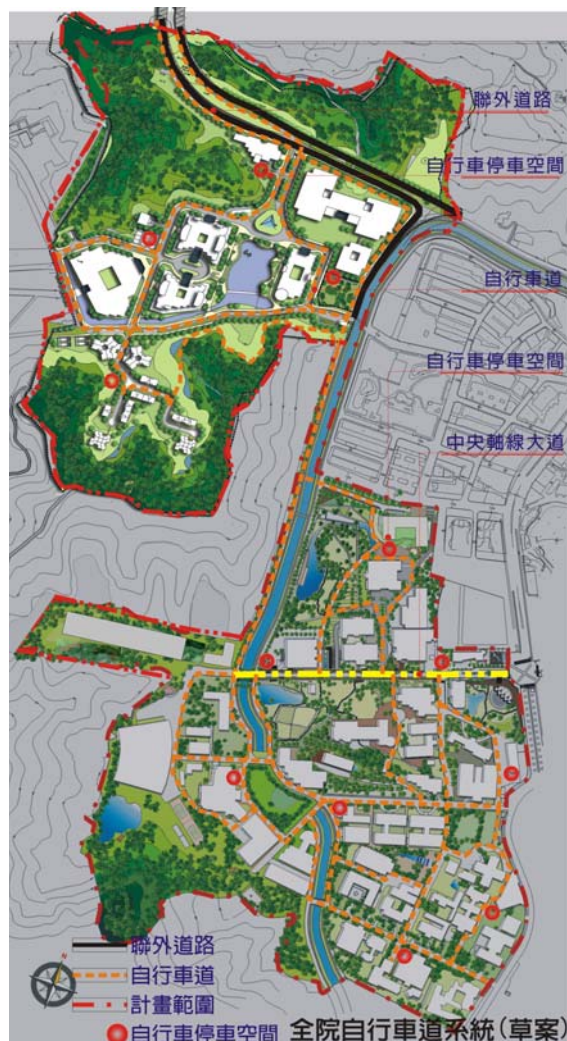 聯外道路
自行車停車空間
自行車道
自行車停車空間
中央軸線大道
聯外道路
自行車道
計畫範圍
自行車停車空間
全院自行車道系統(草案)